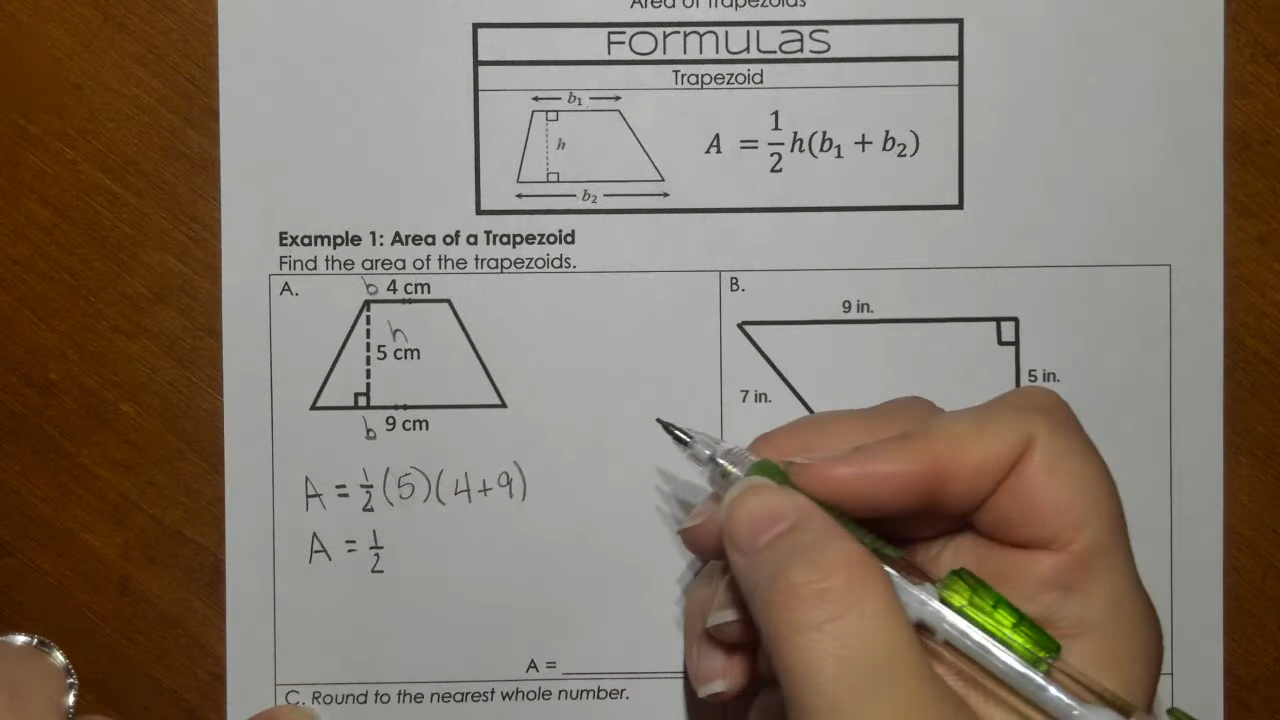 Area of Trapezoids
Formulas
Trapezoid
b₁
h
b₂
A = 1/2 h(b₁ + b₂)
Example 1: Area of a Trapezoid
Find the area of the trapezoids.
A.
b 4 cm
h
5 cm
b 9 cm
A = 1/2 (5)(4+9)
A = 1/2
A = ____________
B.
9 in.
5 in.
7 in.
C. Round to the nearest whole number.